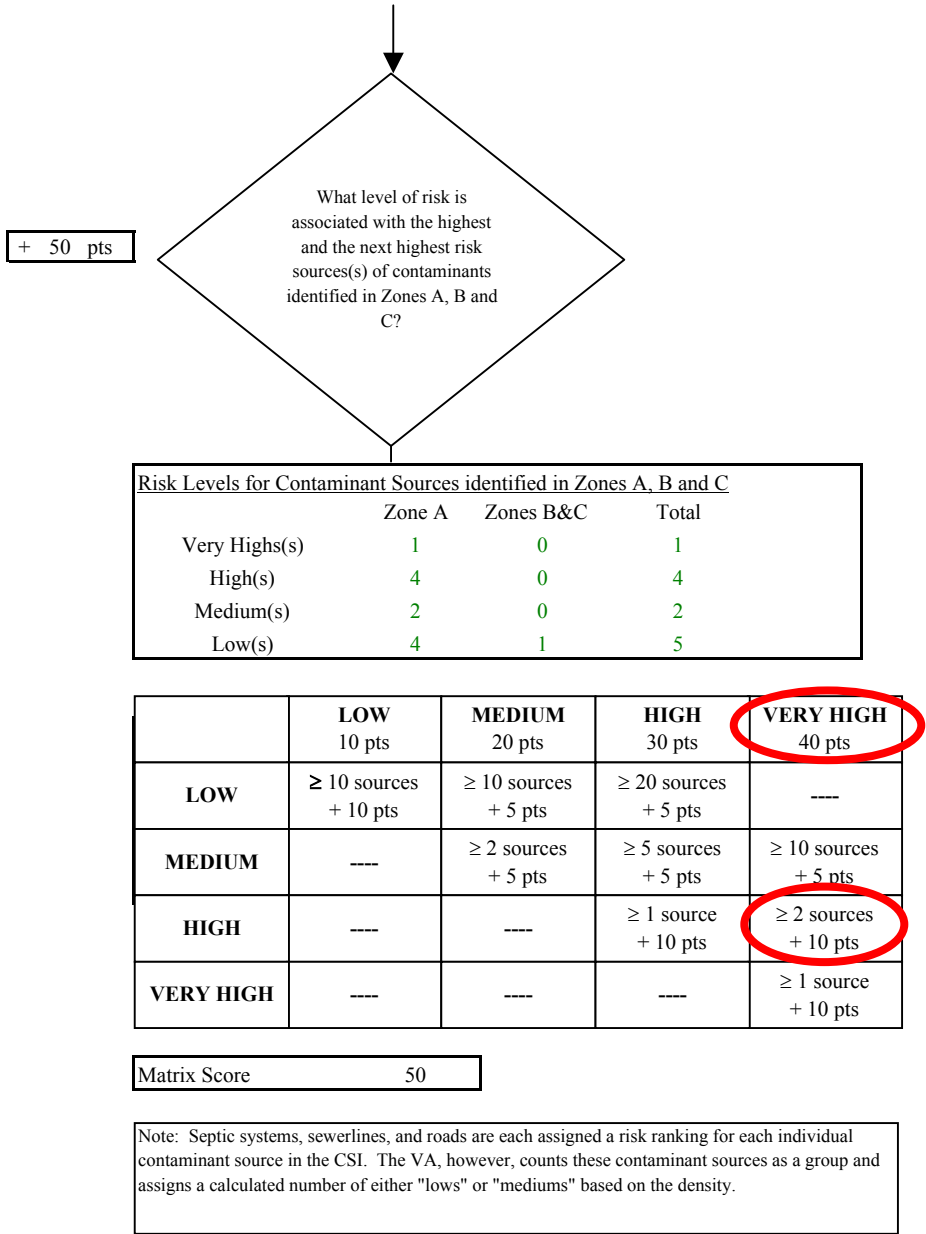 What level of risk is
associated with the highest
and the next highest risk
sources(s) of contaminants
identified in Zones A, B and
C?
+ 50 pts
Risk Levels for Contaminant Sources identified in Zones A, B and C
Zone A Zones B&C Total
Very Highs(s) 1 0 1
High(s) 4 0 4
Medium(s) 2 0 2
Low(s) 4 1 5
LOW MEDIUM HIGH VERY HIGH
10 pts 20 pts 30 pts 40 pts
LOW ≥ 10 sources ≥ 10 sources ≥ 20 sources ----
+ 10 pts + 5 pts + 5 pts
MEDIUM ---- ≥ 2 sources ≥ 5 sources ≥ 10 sources
+ 5 pts + 5 pts + 5 pts
HIGH ---- ---- ≥ 1 source ≥ 2 sources
+ 10 pts + 10 pts
VERY HIGH ---- ---- ---- ≥ 1 source
+ 10 pts
Matrix Score 50
Note: Septic systems, sewerlines, and roads are each assigned a risk ranking for each individual
contaminant source in the CSI. The VA, however, counts these contaminant sources as a group and
assigns a calculated number of either "lows" or "mediums" based on the density.